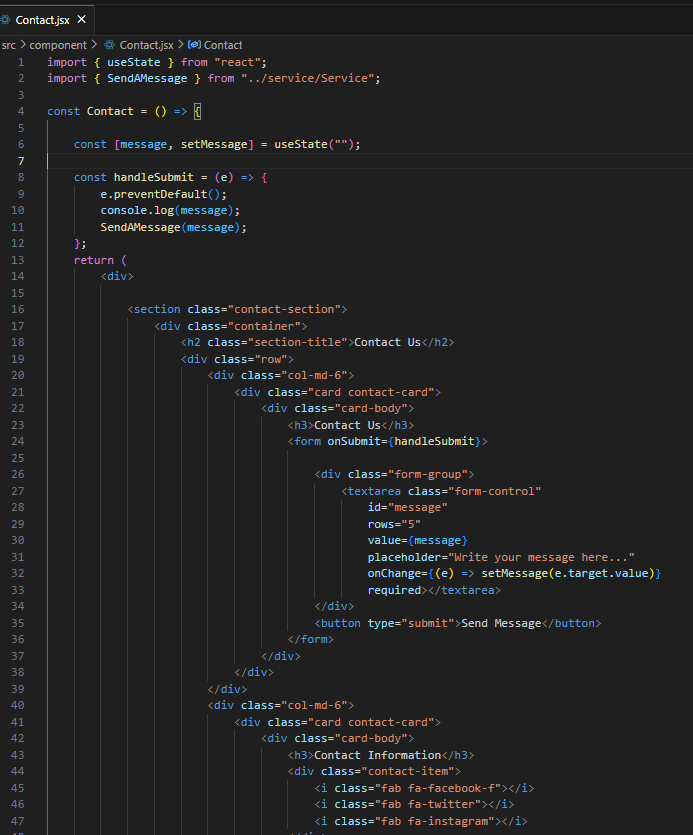 Contact.jsx ✕
src > component > Contact.jsx > Contact
1 import { useState } from "react";
2 import { SendAMessage } from "../service/Service";
3
4 const Contact = () => {
5
6 const [message, setMessage] = useState("");
7
8 const handleSubmit = (e) => {
9 e.preventDefault();
10 console.log(message);
11 SendAMessage(message);
12 };
13 return (
14 <div>
15
16 <section class="contact-section">
17 <div class="container">
18 <h2 class="section-title">Contact Us</h2>
19 <div class="row">
20 <div class="col-md-6">
21 <div class="card contact-card">
22 <div class="card-body">
23 <h3>Contact Us</h3>
24 <form onSubmit={handleSubmit}>
25
26 <div class="form-group">
27 <textarea class="form-control"
28 id="message"
29 rows="5"
30 value={message}
31 placeholder="Write your message here..."
32 onChange={(e) => setMessage(e.target.value)}
33 required></textarea>
34 </div>
35 <button type="submit">Send Message</button>
36 </form>
37 </div>
38 </div>
39 </div>
40 <div class="col-md-6">
41 <div class="card contact-card">
42 <div class="card-body">
43 <h3>Contact Information</h3>
44 <div class="contact-item">
45 <i class="fab fa-facebook-f"></i>
46 <i class="fab fa-twitter"></i>
47 <i class="fab fa-instagram"></i>